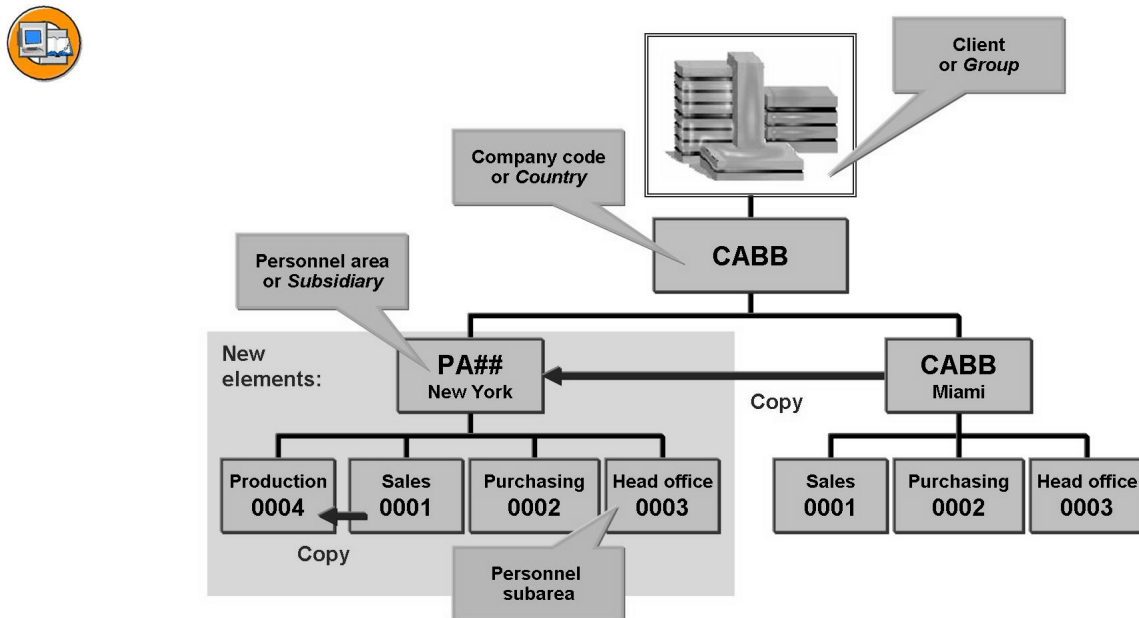 Client
or Group
Company code
or Country
CABB
Personnel area
or Subsidiary
New
elements:
PA##
New York
Copy
CABB
Miami
Production
0004
Sales
0001
Purchasing
0002
Head office
0003
Sales
0001
Purchasing
0002
Head office
0003
Copy
Personnel
subarea